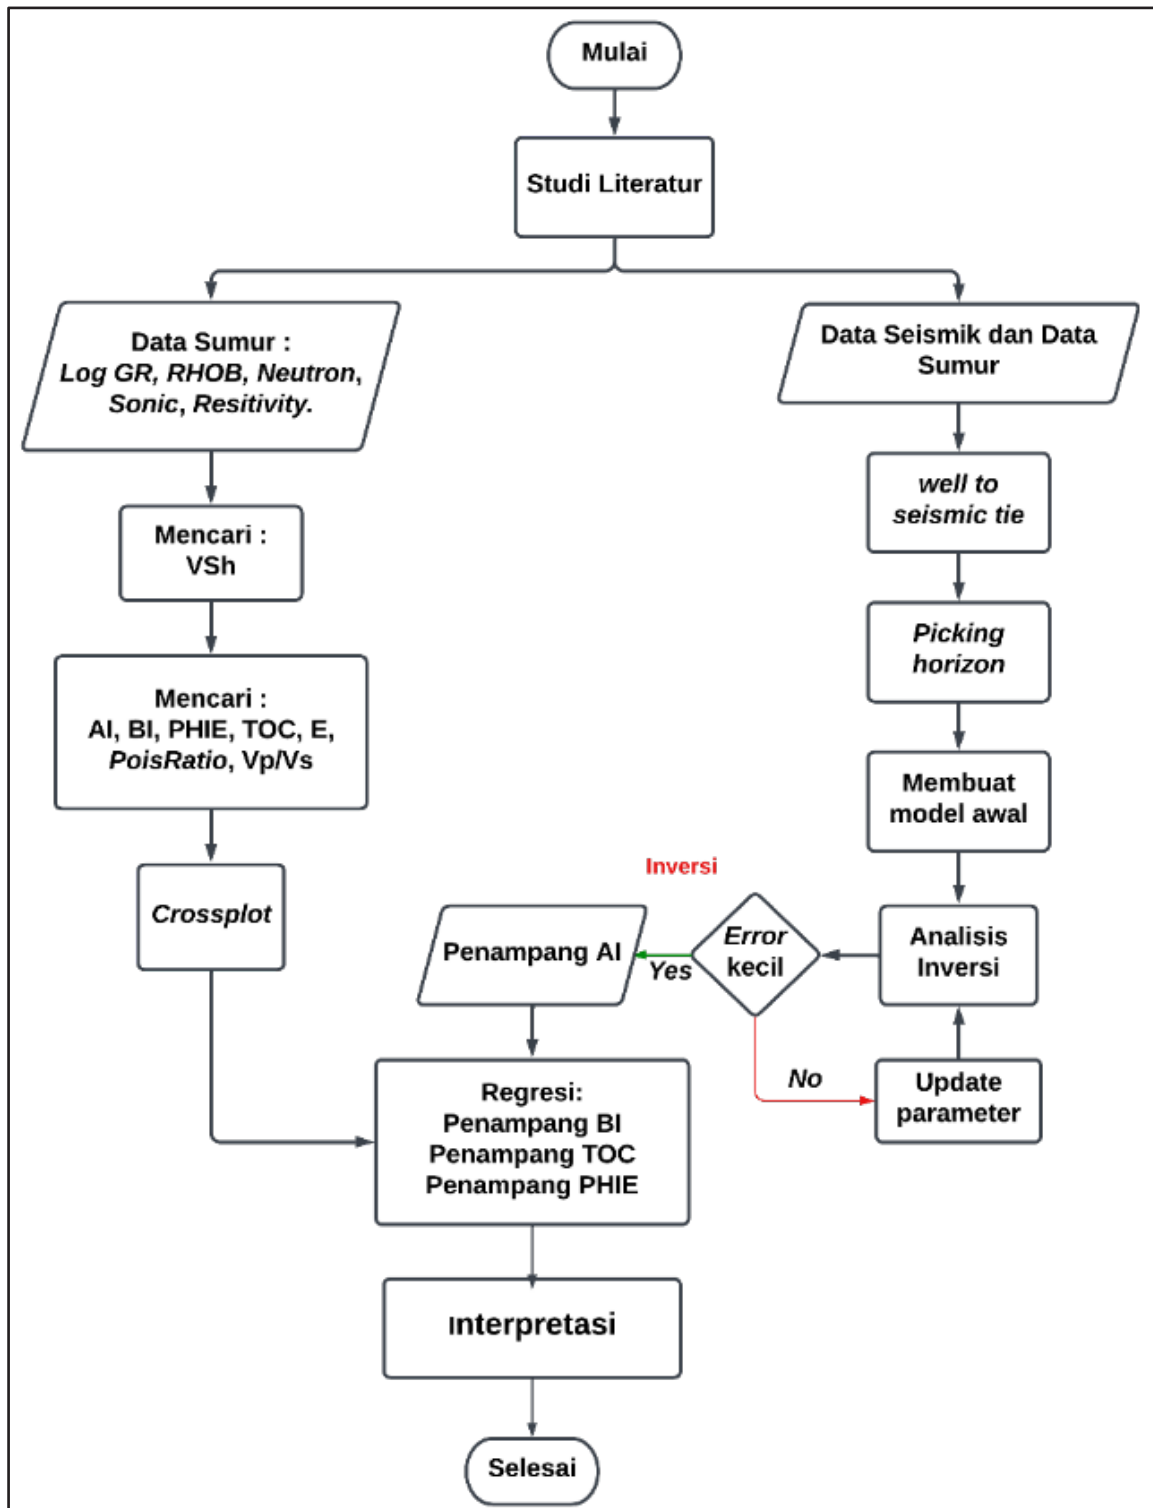 Mulai
Studi Literatur
Data Sumur :
Log GR, RHOB, Neutron,
Sonic, Resitivity.
Mencari :
VSh
Mencari :
AI, BI, PHIE, TOC, E,
PoisRatio, Vp/Vs
Crossplot
Data Seismik dan Data
Sumur
well to
seismic tie
Picking
horizon
Membuat
model awal
Analisis
Inversi
Inversi
Error
kecil
Yes
No
Update
parameter
Penampang AI
Regresi:
Penampang BI
Penampang TOC
Penampang PHIE
Interpretasi
Selesai